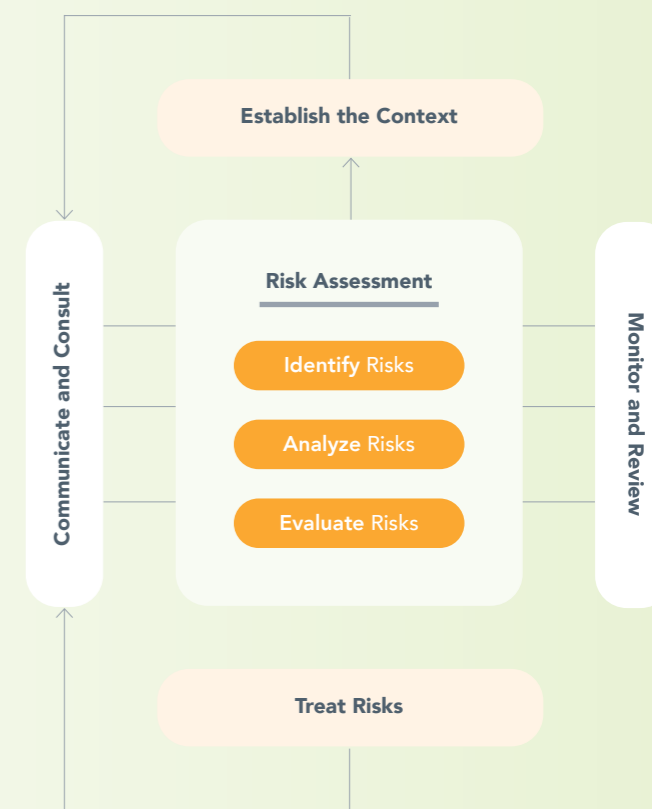 Establish the Context
Communicate and Consult
Risk Assessment
Identify Risks
Analyze Risks
Evaluate Risks
Monitor and Review
Treat Risks